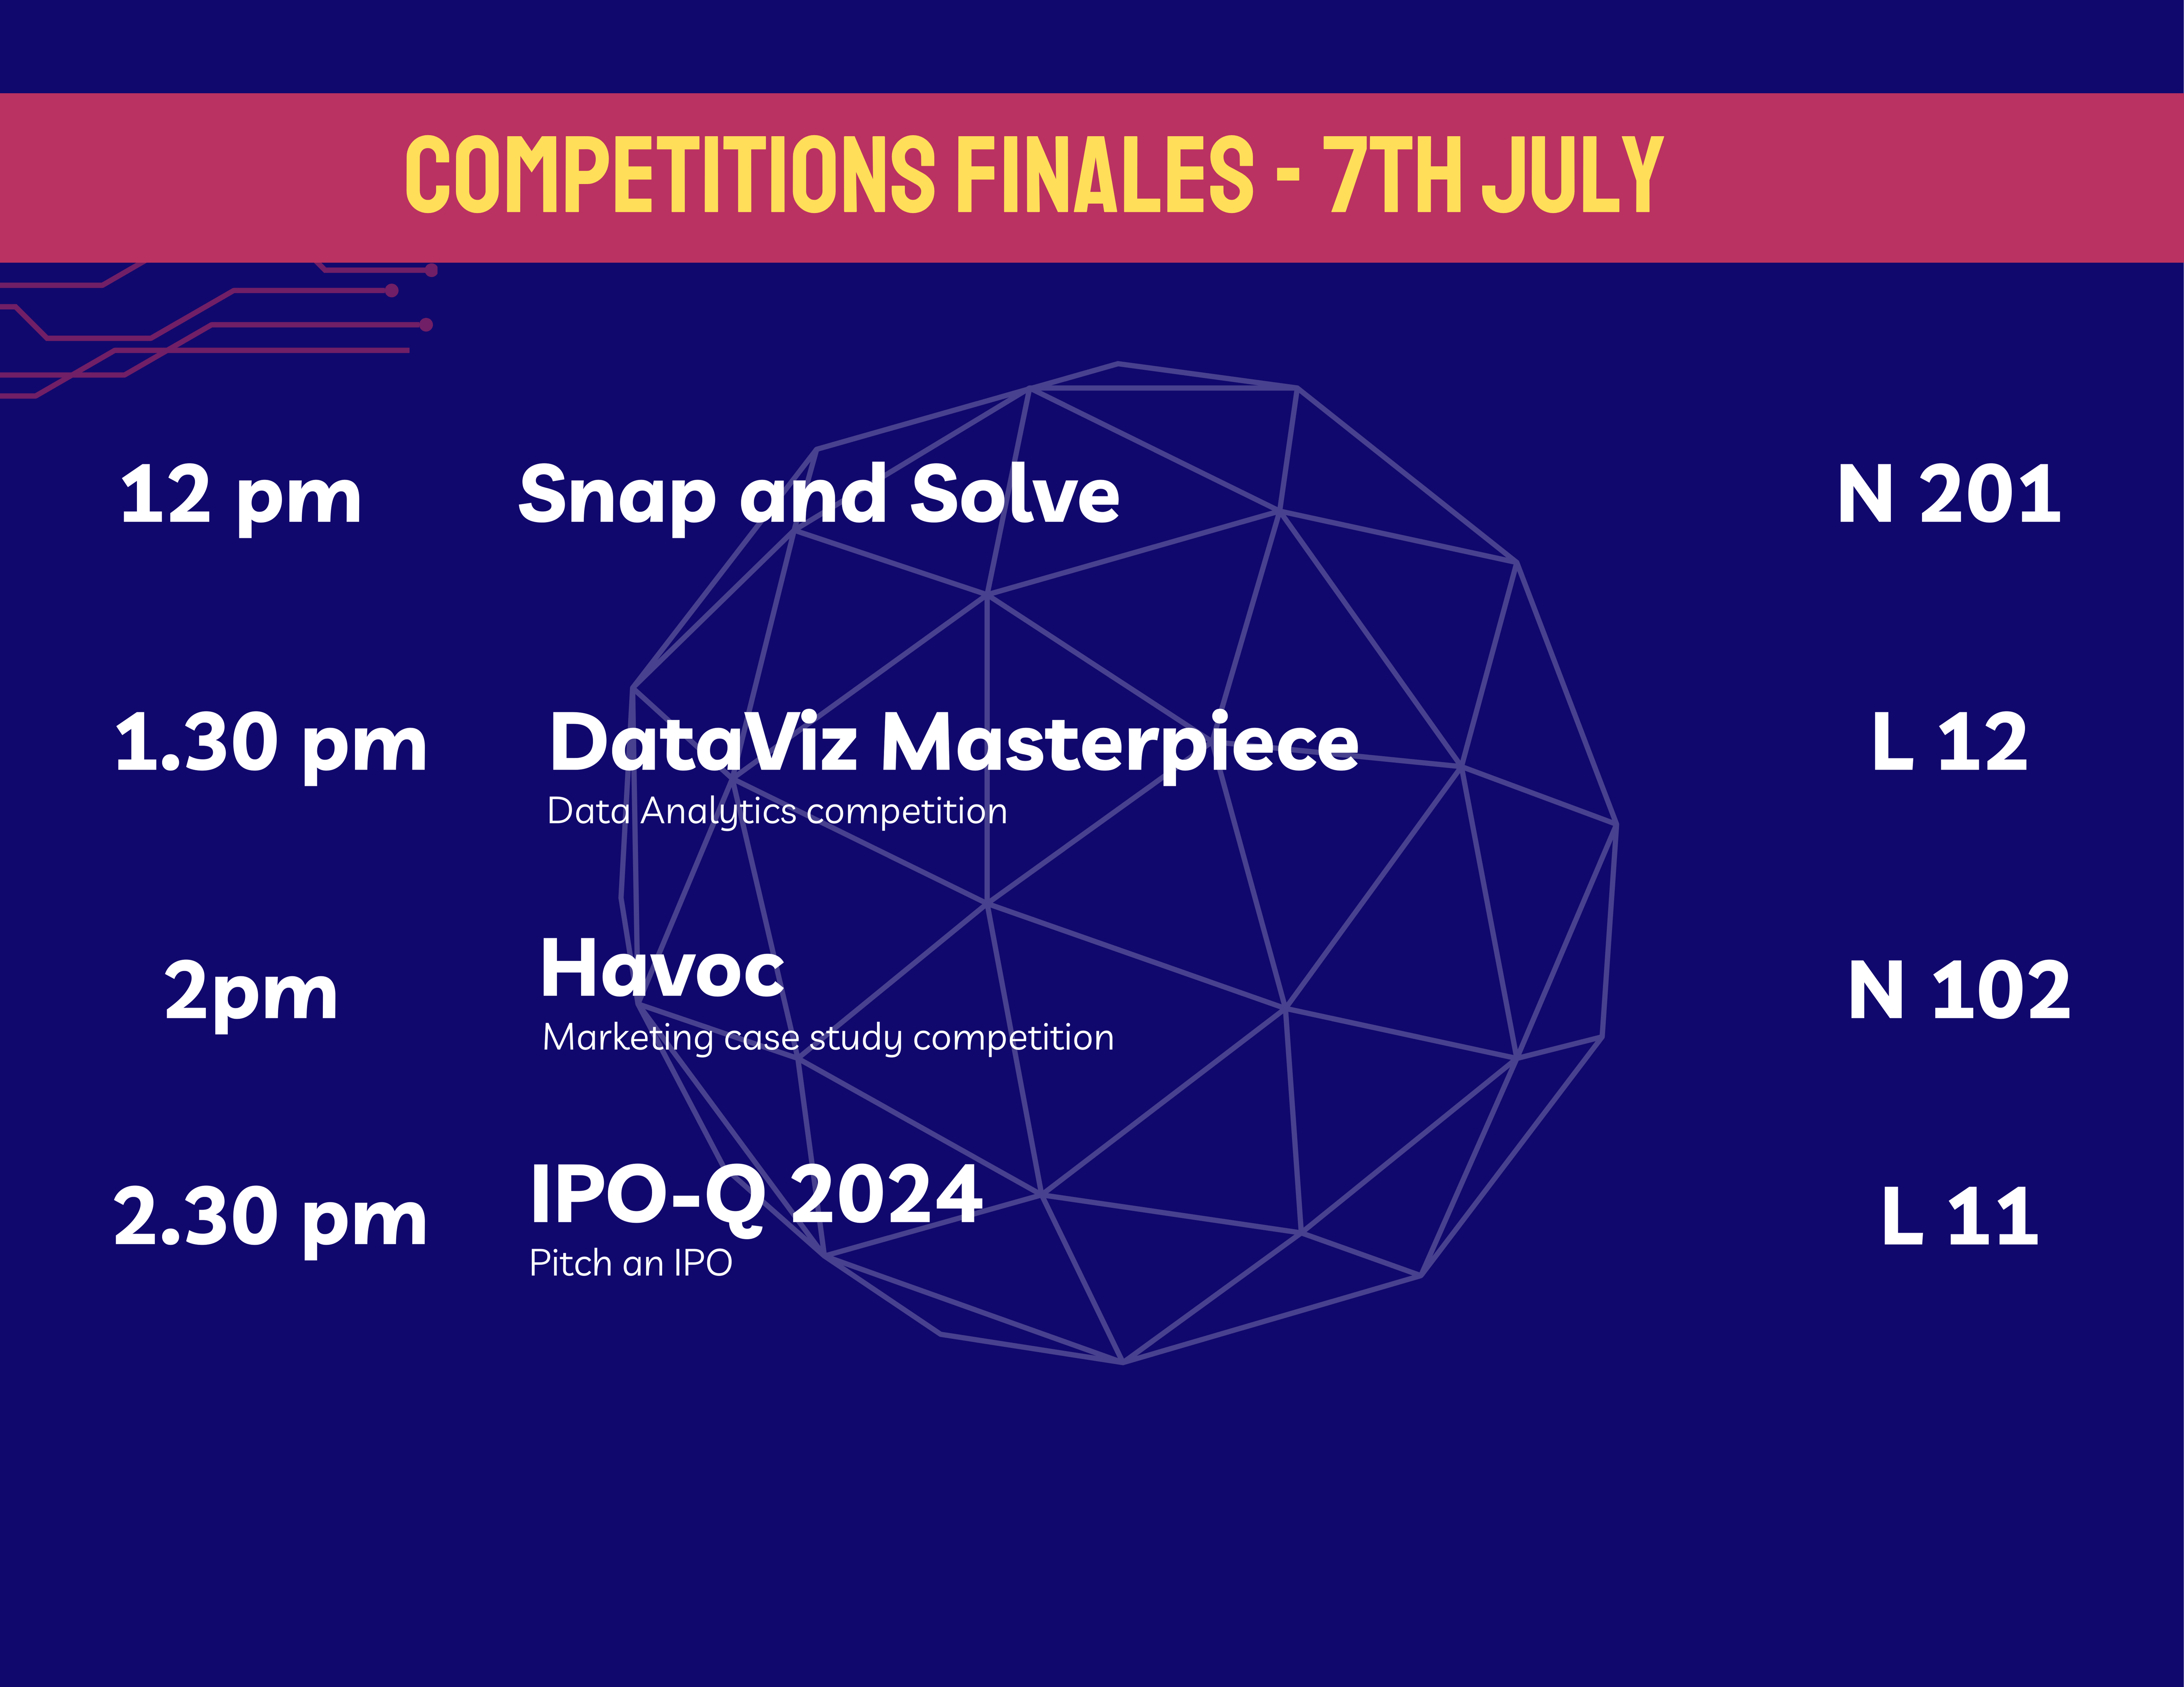 COMPETITIONS FINALES - 7TH JULY
12 pm Snap and Solve N 201
1.30 pm DataViz Masterpiece L 12
Data Analytics competition
2pm Havoc N 102
Marketing case study competition
2.30 pm IPO-Q 2024 L 11
Pitch an IPO